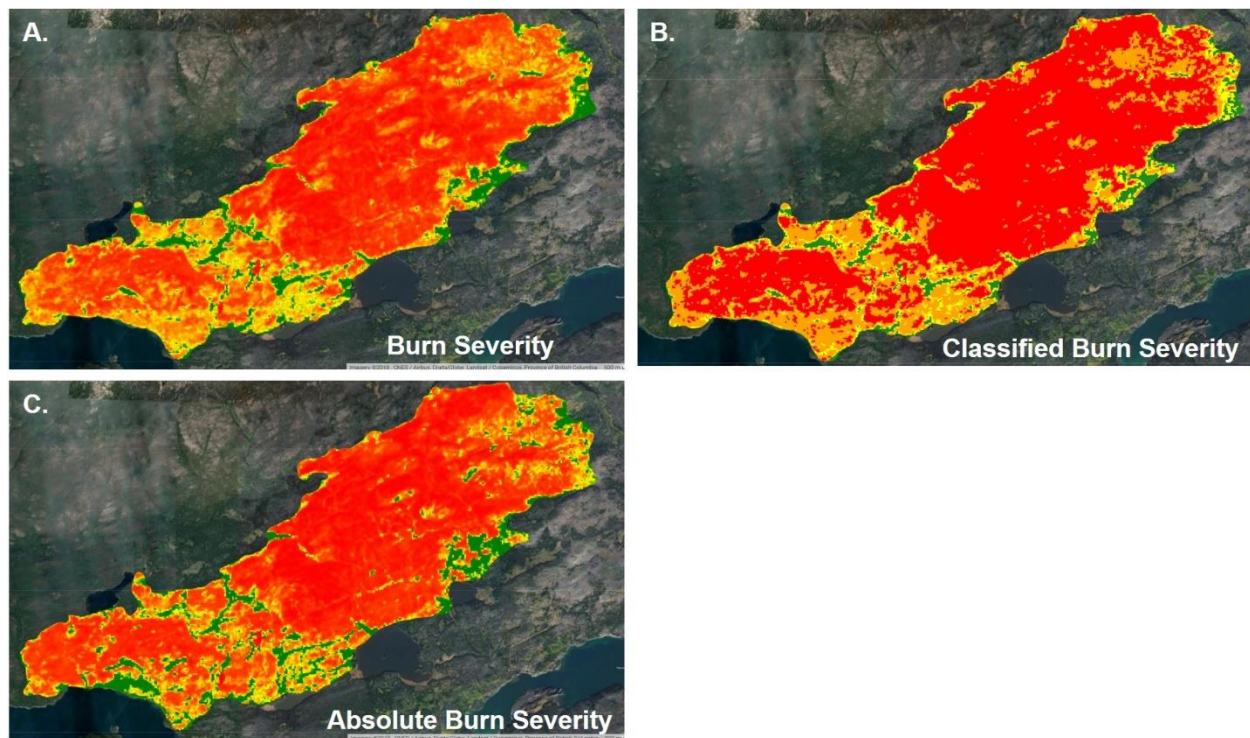 A.
Burn Severity
B.
Classified Burn Severity
C.
Absolute Burn Severity